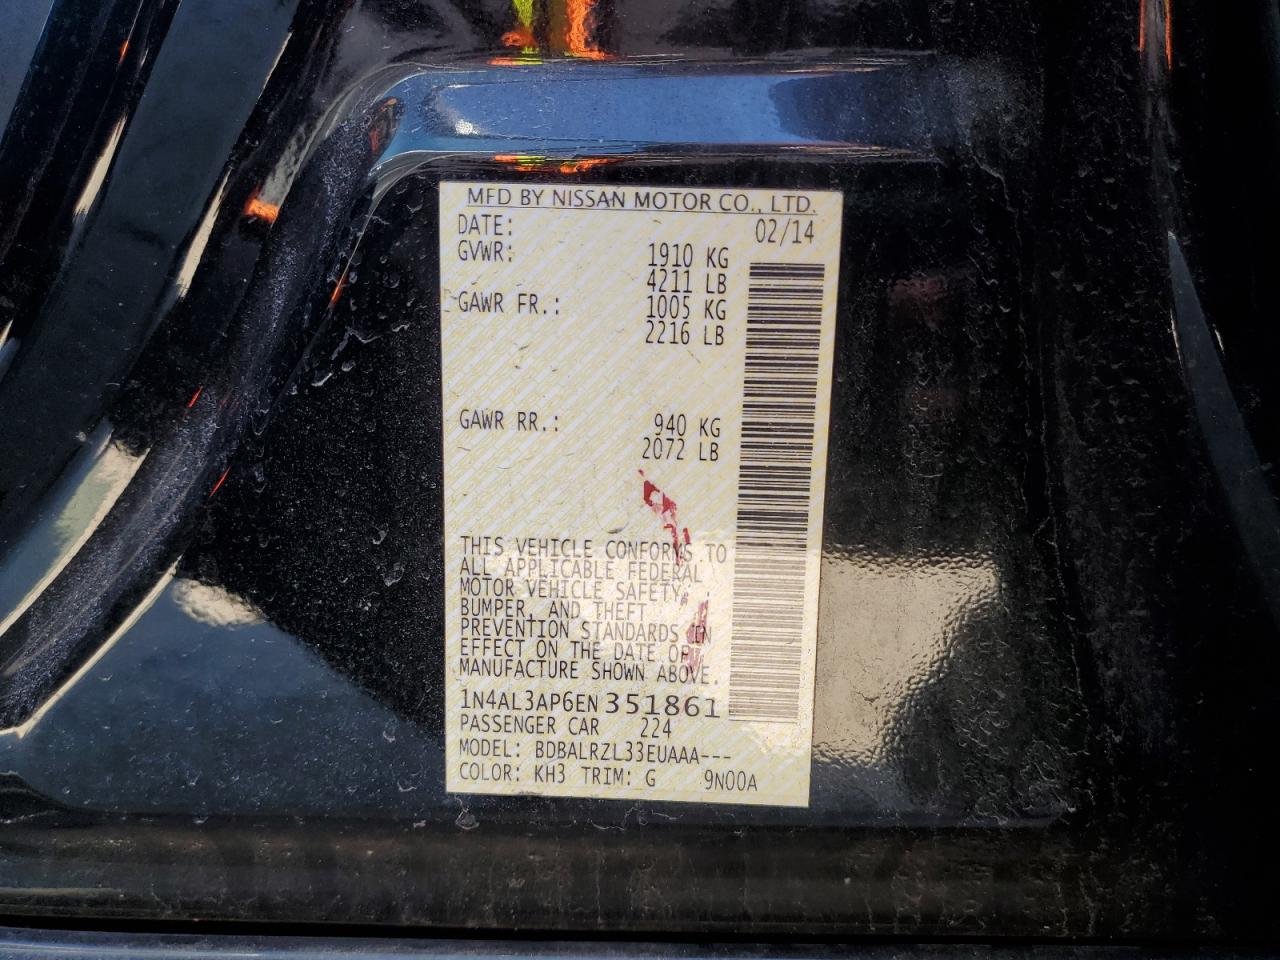 MFD BY NISSAN MOTOR CO., LTD.
DATE: 02/14
GVWR: 1910 KG
4211 LB
GAWR FR.: 1005 KG
2216 LB
GAWR RR.: 940 KG
2072 LB
THIS VEHICLE CONFORMS TO
ALL APPLICABLE FEDERAL
MOTOR VEHICLE SAFETY,
BUMPER, AND THEFT
PREVENTION STANDARDS IN
EFFECT ON THE DATE OF
MANUFACTURE SHOWN ABOVE.
1N4AL3AP6EN351861
PASSENGER CAR 224
MODEL: BDBALRZL33EUAAA---
COLOR: KH3 TRIM: G 9N00A